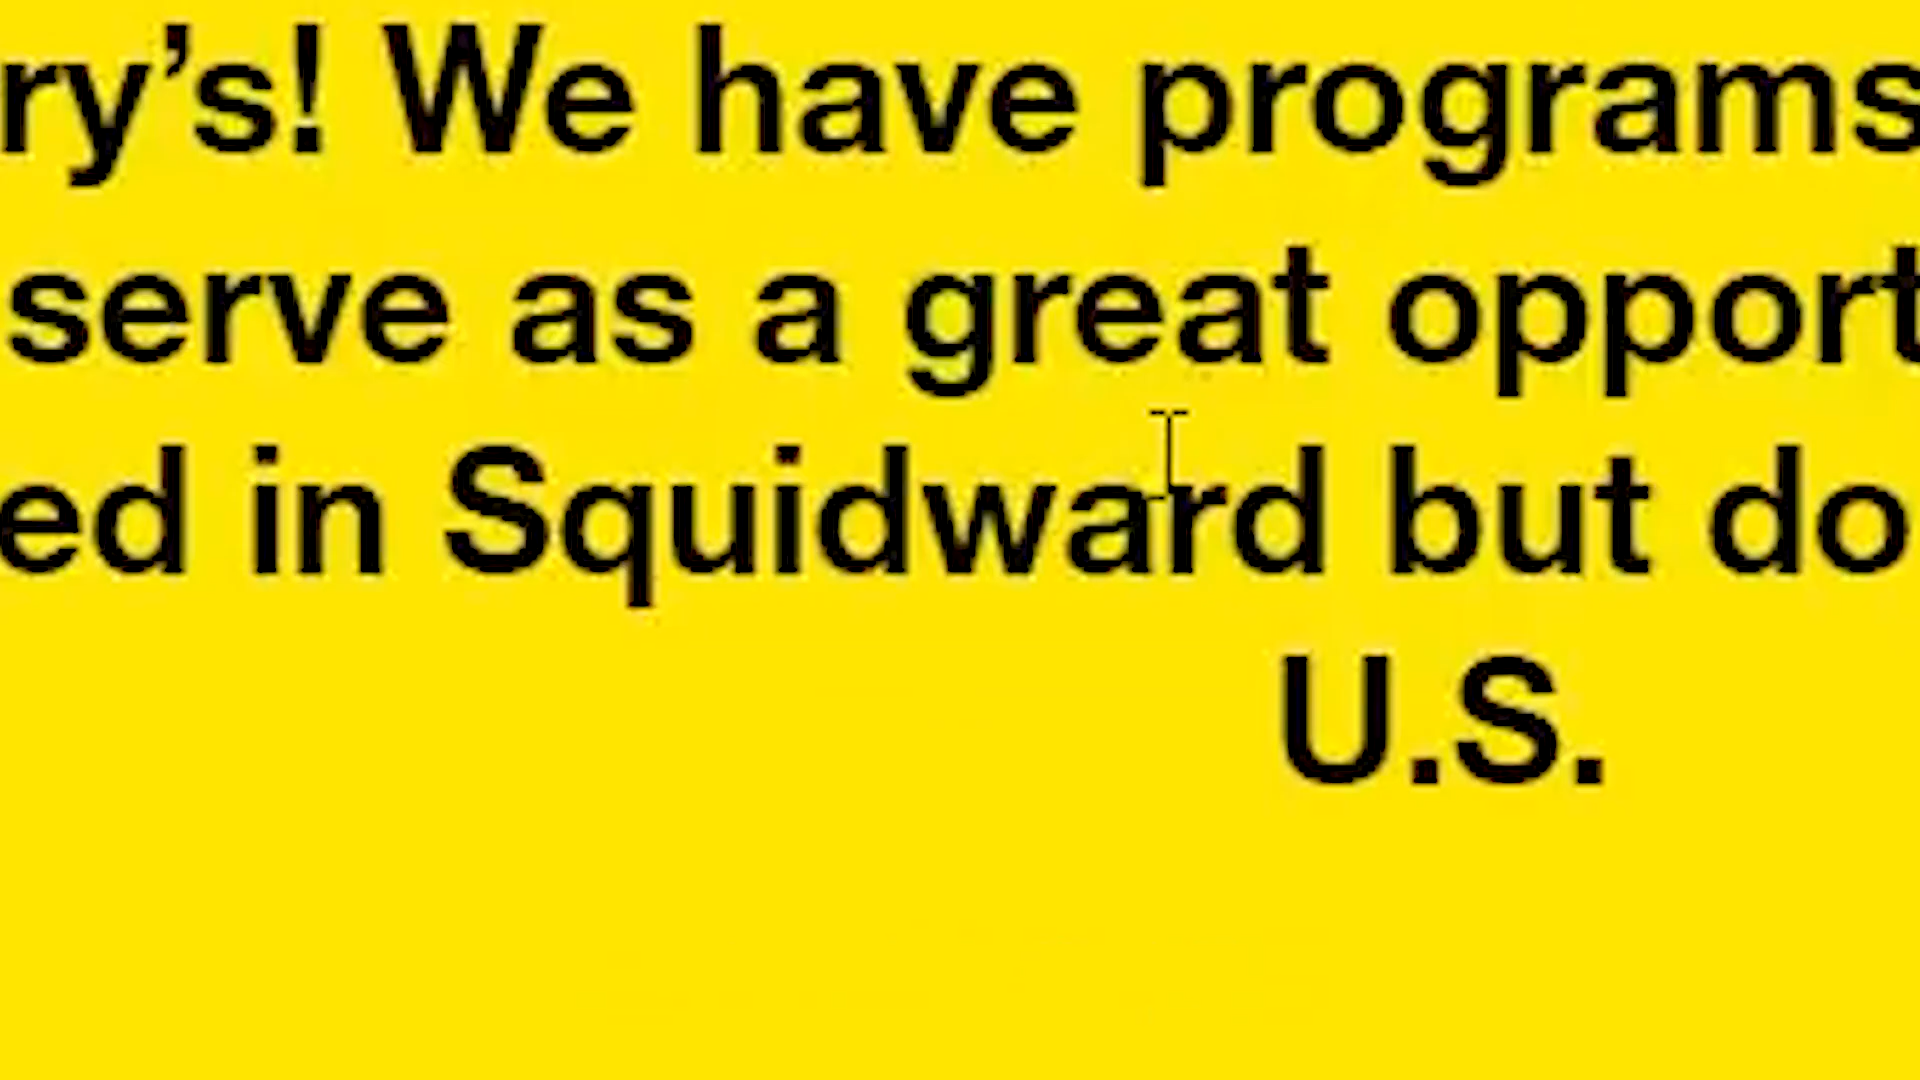 ry’s! We have programs
serve as a great opport
ed in Squidward but do
U.S.